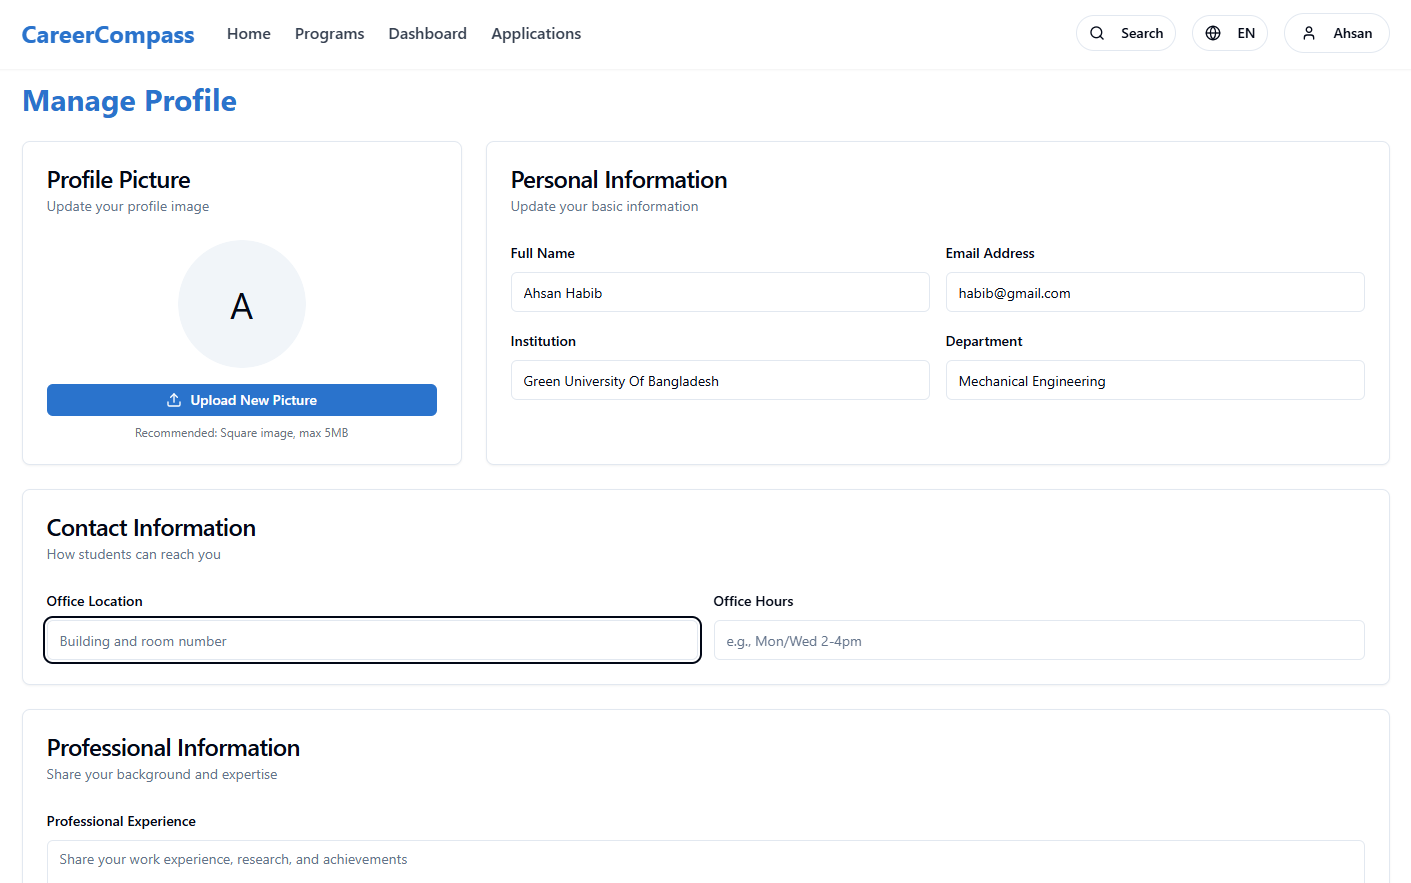 CareerCompass
Home Programs Dashboard Applications
Search EN Ahsan
Manage Profile
Profile Picture
Update your profile image
A
Upload New Picture
Recommended: Square image, max 5MB
Personal Information
Update your basic information
Full Name
Ahsan Habib
Email Address
habib@gmail.com
Institution
Green University Of Bangladesh
Department
Mechanical Engineering
Contact Information
How students can reach you
Office Location
Building and room number
Office Hours
e.g., Mon/Wed 2-4pm
Professional Information
Share your background and expertise
Professional Experience
Share your work experience, research, and achievements